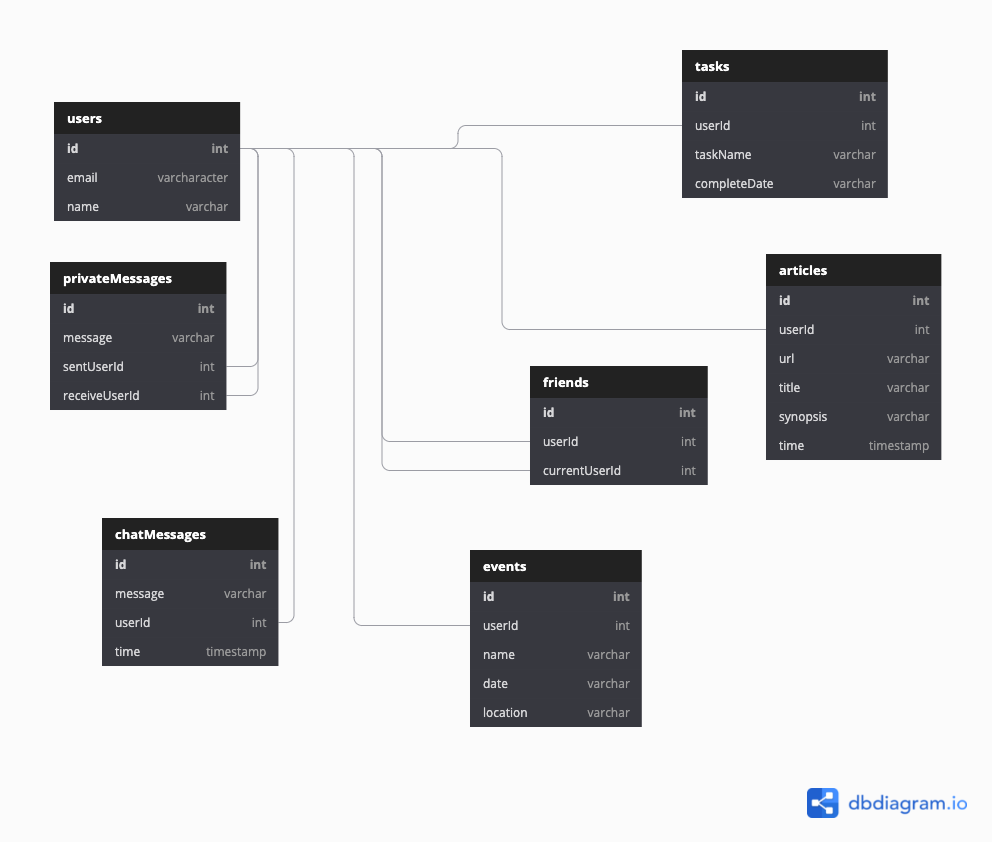 users
id int
email varcharacter
name varchar
privateMessages
id int
message varchar
sentUserId int
receiveUserId int
chatMessages
id int
message varchar
userId int
time timestamp
tasks
id int
userId int
taskName varchar
completeDate varchar
articles
id int
userId int
url varchar
title varchar
synopsis varchar
time timestamp
friends
id int
userId int
currentUserId int
events
id int
userId int
name varchar
date varchar
location varchar
dbdiagram.io